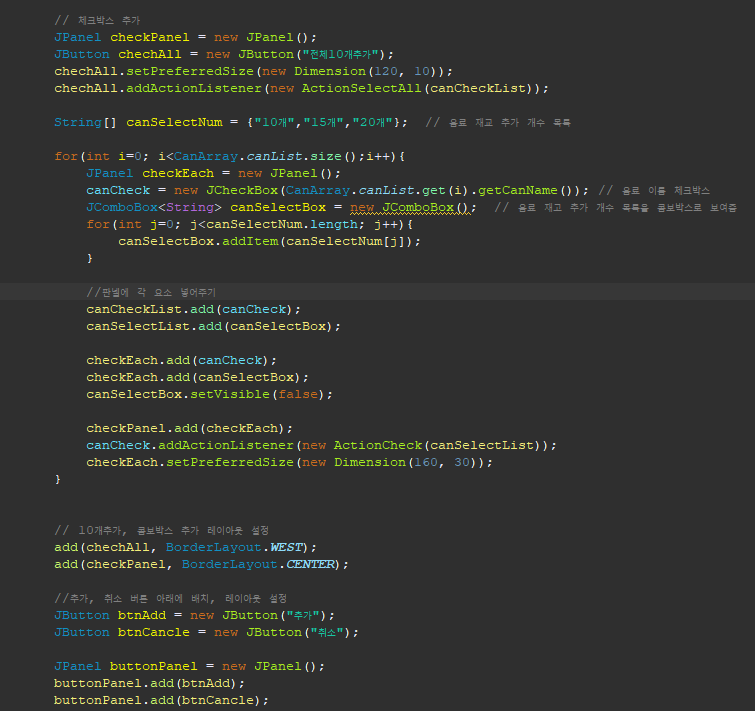 // 체크박스 추가
JPanel checkPanel = new JPanel();
JButton chechAll = new JButton("전체10개추가");
chechAll.setPreferredSize(new Dimension(120, 10));
chechAll.addActionListener(new ActionSelectAll(canCheckList));
String[] canSelectNum = {"10개","15개","20개"};  // 음료 재고 추가 개수 목록
for(int i=0; i<CanArray.canList.size();i++){
    JPanel checkEach = new JPanel();
    canCheck = new JCheckBox(CanArray.canList.get(i).getCanName()); // 음료 이름 체크박스
    JComboBox<String> canSelectBox = new JComboBox();  // 음료 재고 추가 개수 목록을 콤보박스로 보여줌
    for(int j=0; j<canSelectNum.length; j++){
        canSelectBox.addItem(canSelectNum[j]);
    }
    //판넬에 각 요소 넣어주기
    canCheckList.add(canCheck);
    canSelectList.add(canSelectBox);
    checkEach.add(canCheck);
    checkEach.add(canSelectBox);
    canSelectBox.setVisible(false);
    checkPanel.add(checkEach);
    canCheck.addActionListener(new ActionCheck(canSelectList));
    checkEach.setPreferredSize(new Dimension(160, 30));
}
// 10개추가, 콤보박스 추가 레이아웃 설정
add(chechAll, BorderLayout.WEST);
add(checkPanel, BorderLayout.CENTER);
//추가, 취소 버튼 아래에 배치, 레이아웃 설정
JButton btnAdd = new JButton("추가");
JButton btnCancle = new JButton("취소");
JPanel buttonPanel = new JPanel();
buttonPanel.add(btnAdd);
buttonPanel.add(btnCancle);